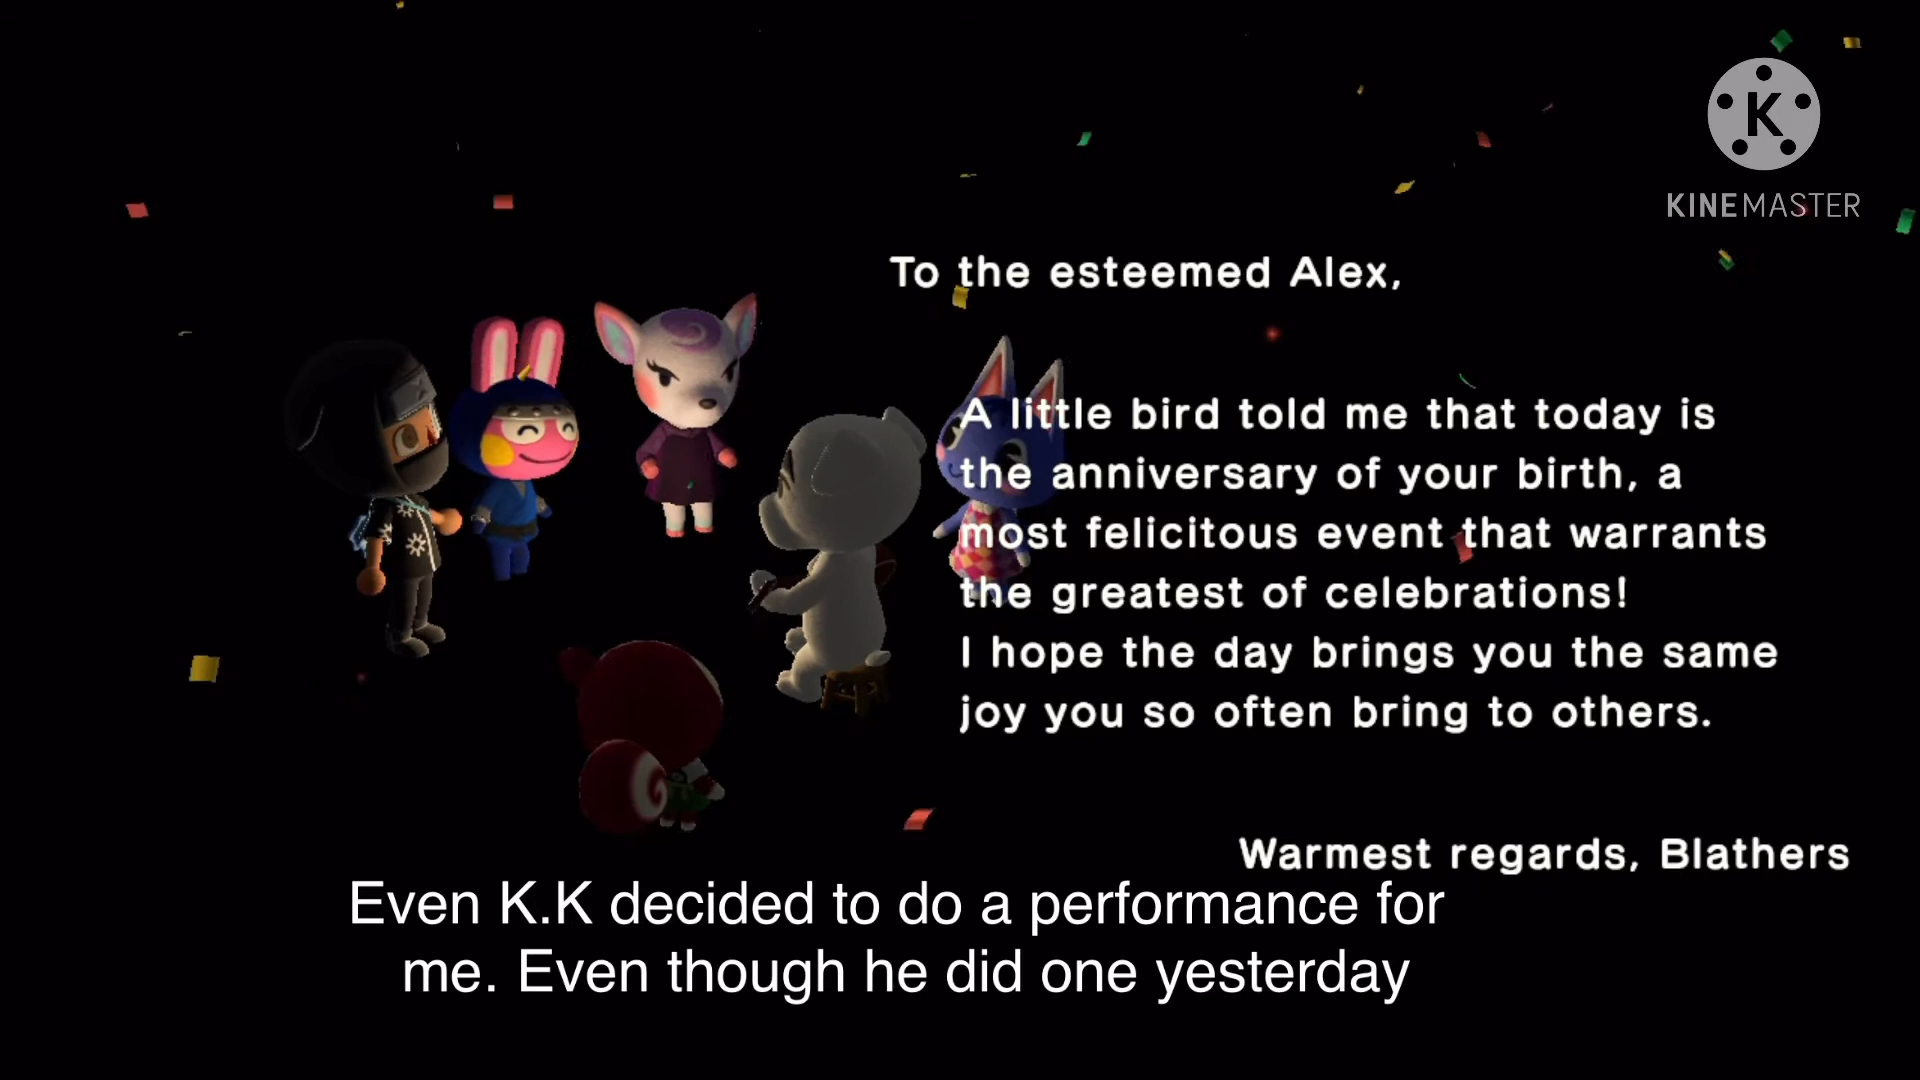 K
KINEMASTER
To the esteemed Alex,
A little bird told me that today is
the anniversary of your birth, a
most felicitous event that warrants
the greatest of celebrations!
I hope the day brings you the same
joy you so often bring to others.
Warmest regards, Blathers
Even K.K decided to do a performance for
me. Even though he did one yesterday